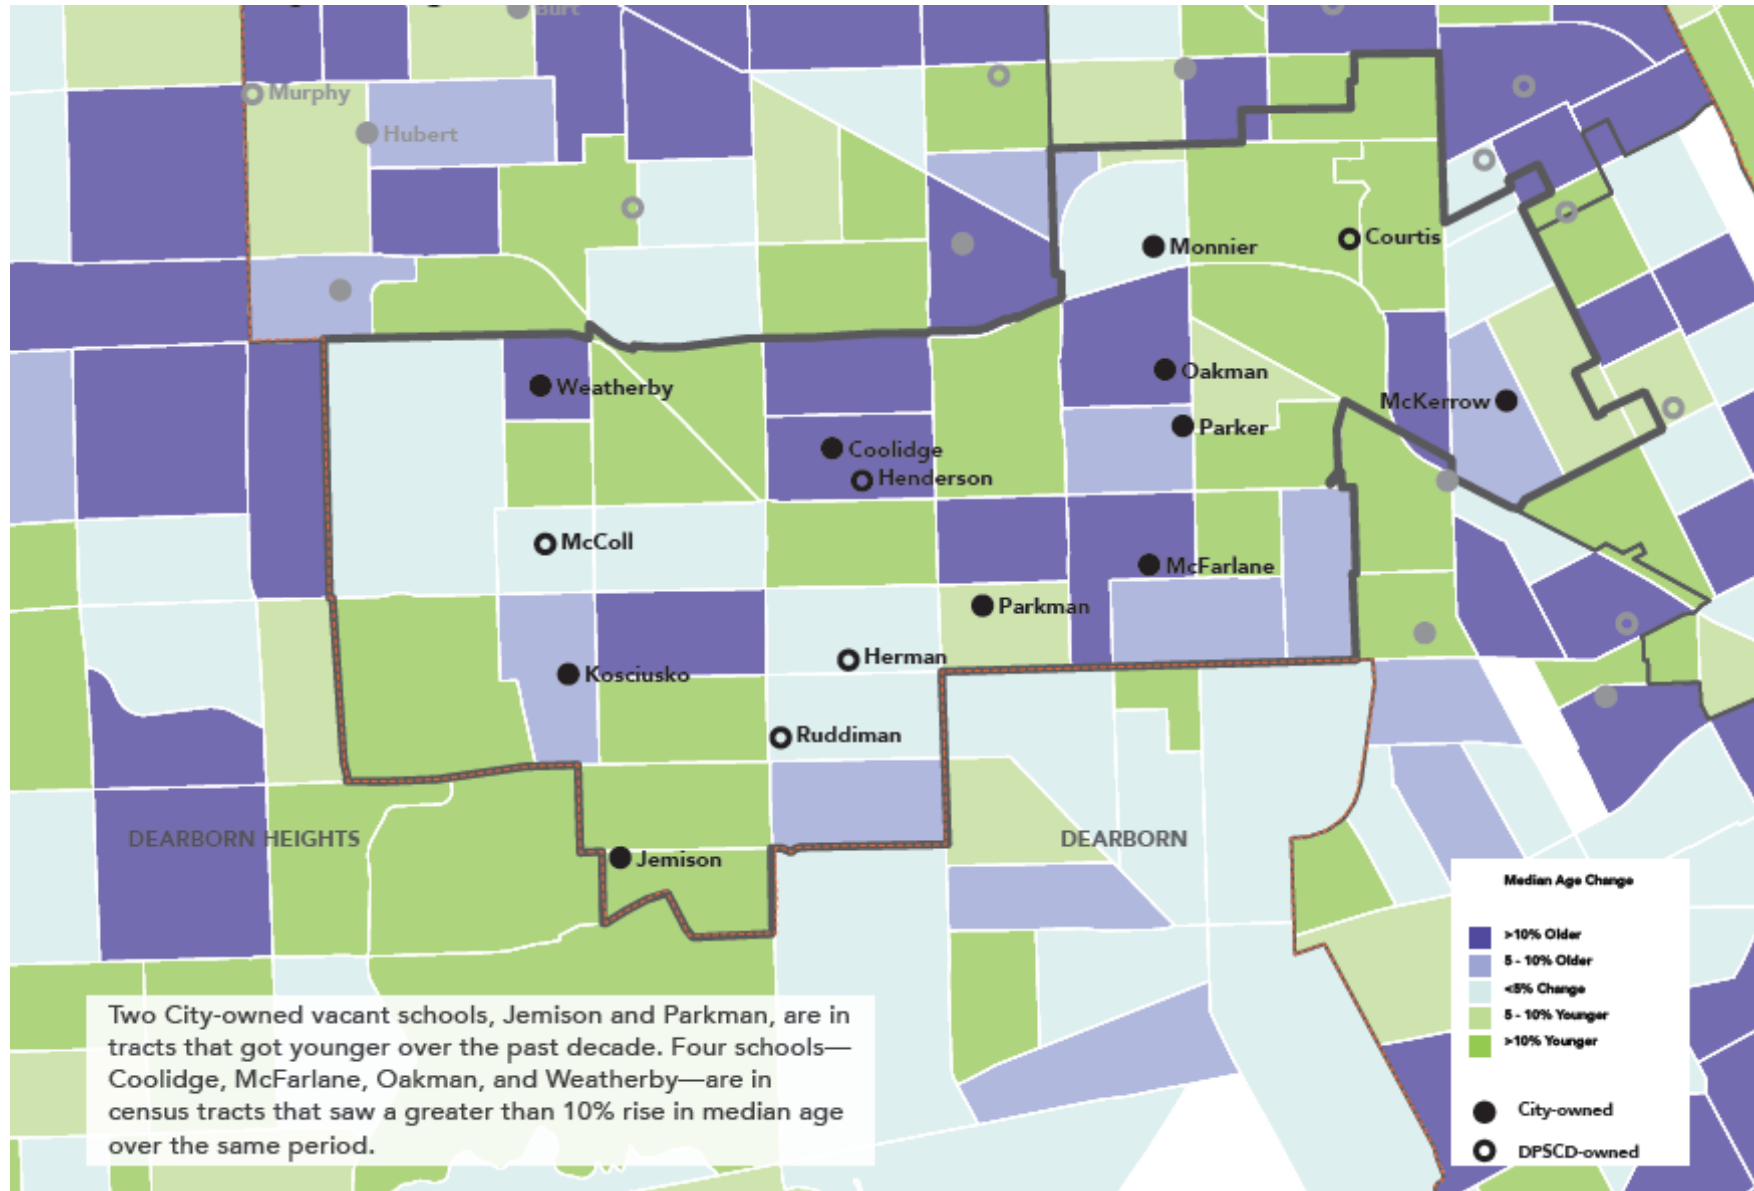 Burt
Murphy
Hubert
Monnier
Courtis
Weatherby
Oakman
McKerrow
Parker
Coolidge
Henderson
McColl
McFarlane
Parkman
Herman
Kosciusko
Ruddiman
DEARBORN HEIGHTS
DEARBORN
Jemison
Median Age Change
>10% Older
5 - 10% Older
<5% Change
5 - 10% Younger
>10% Younger
City-owned
DPSCD-owned
Two City-owned vacant schools, Jemison and Parkman, are in
tracts that got younger over the past decade. Four schools—
Coolidge, McFarlane, Oakman, and Weatherby—are in
census tracts that saw a greater than 10% rise in median age
over the same period.